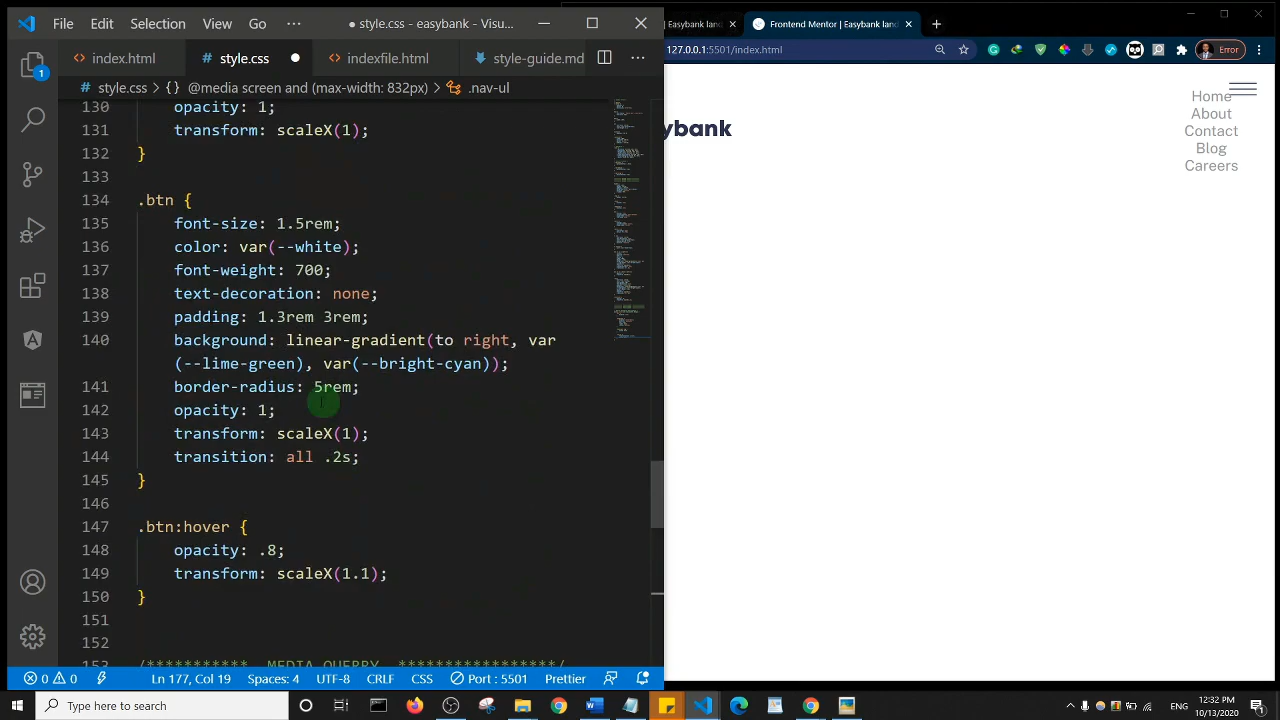 File Edit Selection View Go ··· ● style.css - easybank - Visu...
index.html style.css ● indexfile.html style-guide.md ···
# style.css > {} @media screen and (max-width: 832px) > .nav-ul
130 opacity: 1;
131 transform: scaleX(1);
132 }
133
134 .btn {
135 font-size: 1.5rem;
136 color: var(--white);
137 font-weight: 700;
138 text-decoration: none;
139 padding: 1.3rem 3rem;
140 background: linear-gradient(to right, var
(--lime-green), var(--bright-cyan));
141 border-radius: 5rem;
142 opacity: 1;
143 transform: scaleX(1);
144 transition: all .2s;
145 }
146
147 .btn:hover {
148 opacity: .8;
149 transform: scaleX(1.1);
150 }
151
152
153 /*********** MEDIA QUERRY *****************/
1
0 0 Ln 177, Col 19 Spaces: 4 UTF-8 CRLF CSS Port : 5501 Prettier
| Easybank land Frontend Mentor | Easybank land
127.0.0.1:5501/index.html Error
ybank
Home
About
Contact
Blog
Careers
Type here to search
ENG 12:32 PM
10/13/2020